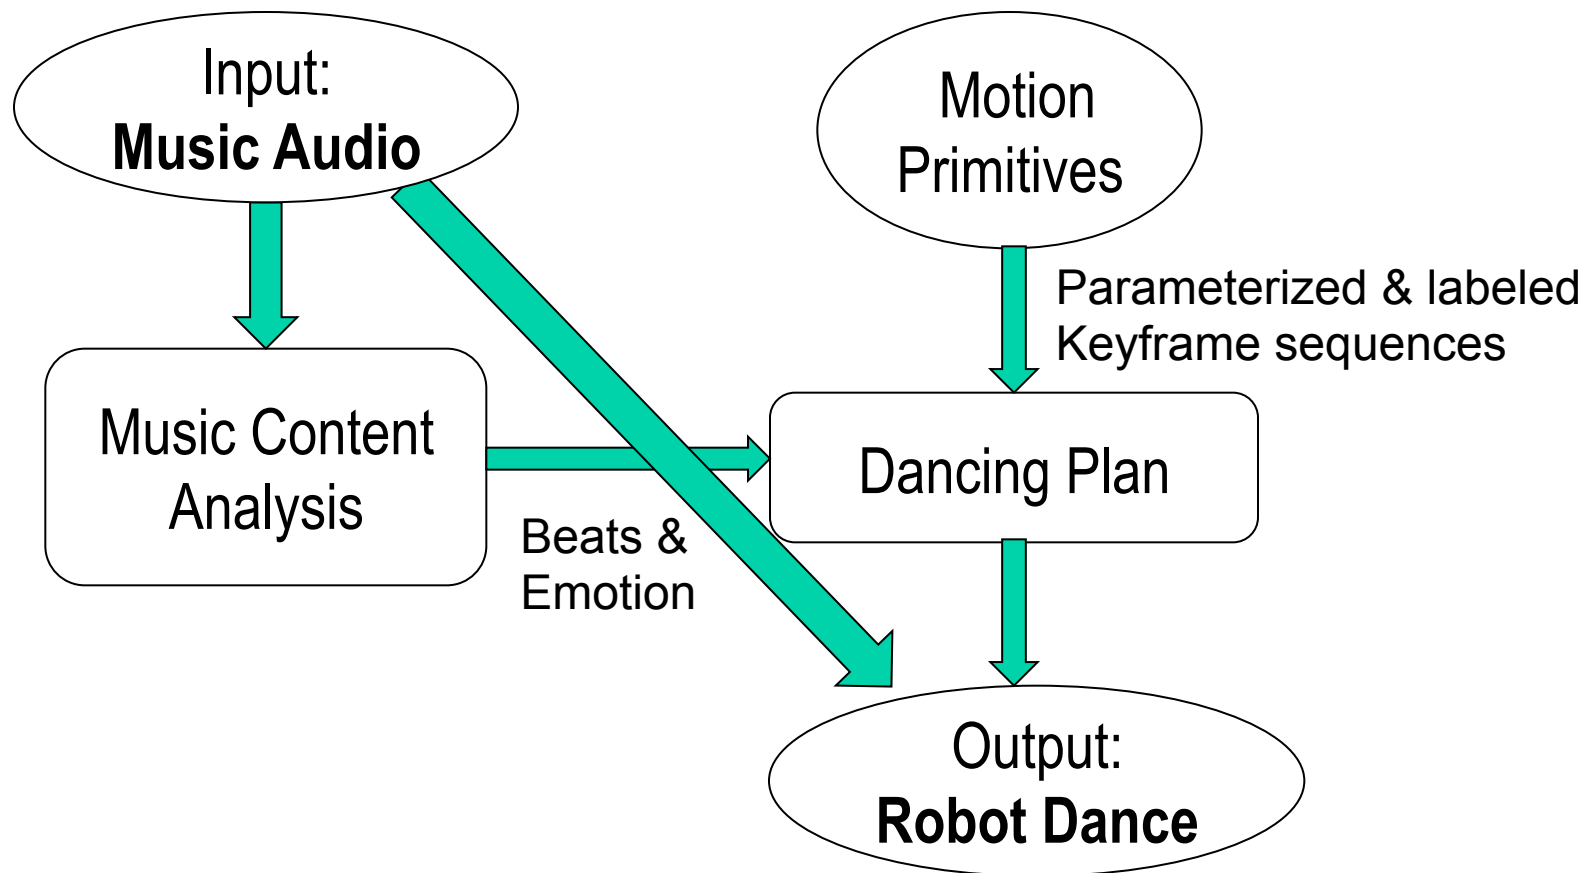 Input:
Music Audio
Motion
Primitives
Parameterized & labeled
Keyframe sequences
Music Content
Analysis
Dancing Plan
Beats &
Emotion
Output:
Robot Dance